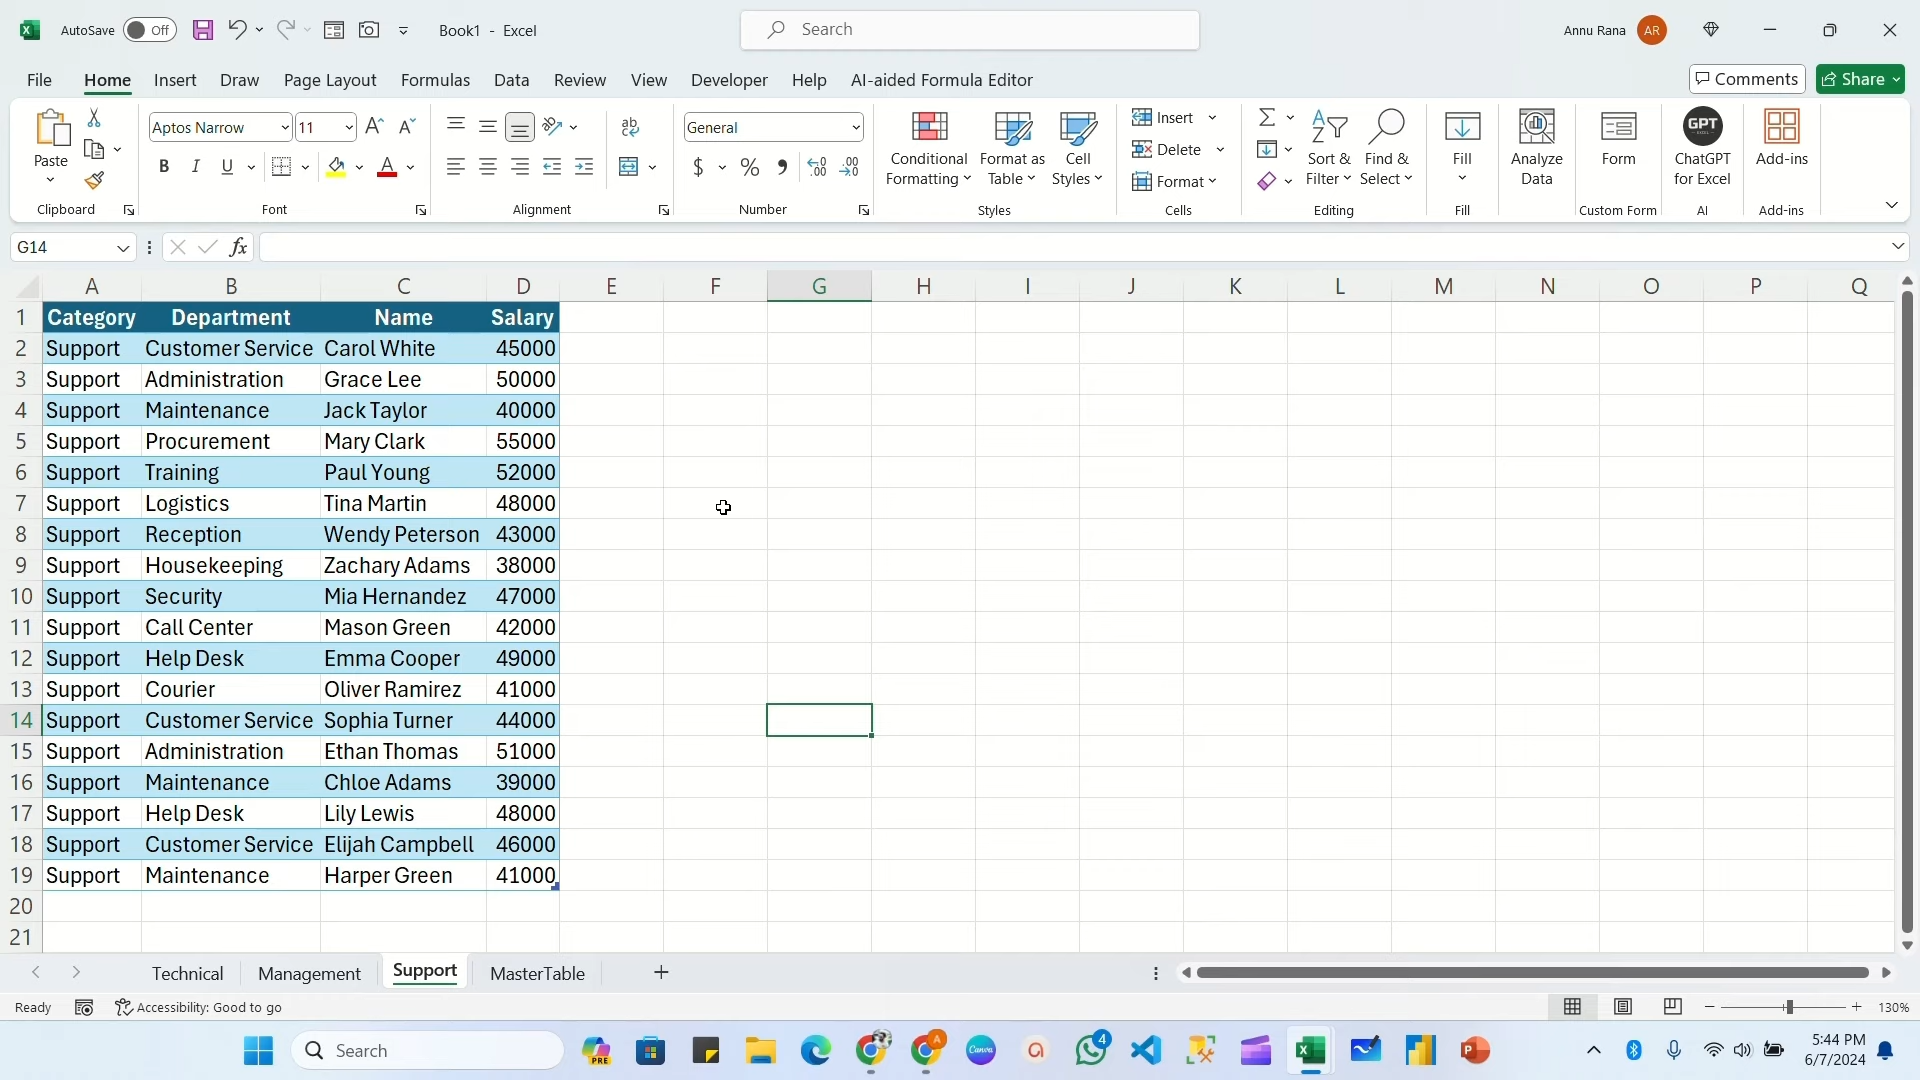 AutoSave Off Book1 - Excel Search Annu Rana AR
File Home Insert Draw Page Layout Formulas Data Review View Developer Help AI-aided Formula Editor Comments Share
Paste Aptos Narrow 11 General Conditional Formatting Format as Table Cell Styles Insert Delete Format Sort & Filter Find & Select Fill Analyze Data Form ChatGPT for Excel Add-ins
Clipboard Font Alignment Number Styles Cells Editing Fill Custom Form AI Add-ins
G14 fx
A B C D E F G H I J K L M N O P Q
1 Category Department Name Salary
2 Support Customer Service Carol White 45000
3 Support Administration Grace Lee 50000
4 Support Maintenance Jack Taylor 40000
5 Support Procurement Mary Clark 55000
6 Support Training Paul Young 52000
7 Support Logistics Tina Martin 48000
8 Support Reception Wendy Peterson 43000
9 Support Housekeeping Zachary Adams 38000
10 Support Security Mia Hernandez 47000
11 Support Call Center Mason Green 42000
12 Support Help Desk Emma Cooper 49000
13 Support Courier Oliver Ramirez 41000
14 Support Customer Service Sophia Turner 44000
15 Support Administration Ethan Thomas 51000
16 Support Maintenance Chloe Adams 39000
17 Support Help Desk Lily Lewis 48000
18 Support Customer Service Elijah Campbell 46000
19 Support Maintenance Harper Green 41000
20
21
Technical Management Support MasterTable
Ready Accessibility: Good to go 130%
Search PRE A Canva 4 5:44 PM
6/7/2024